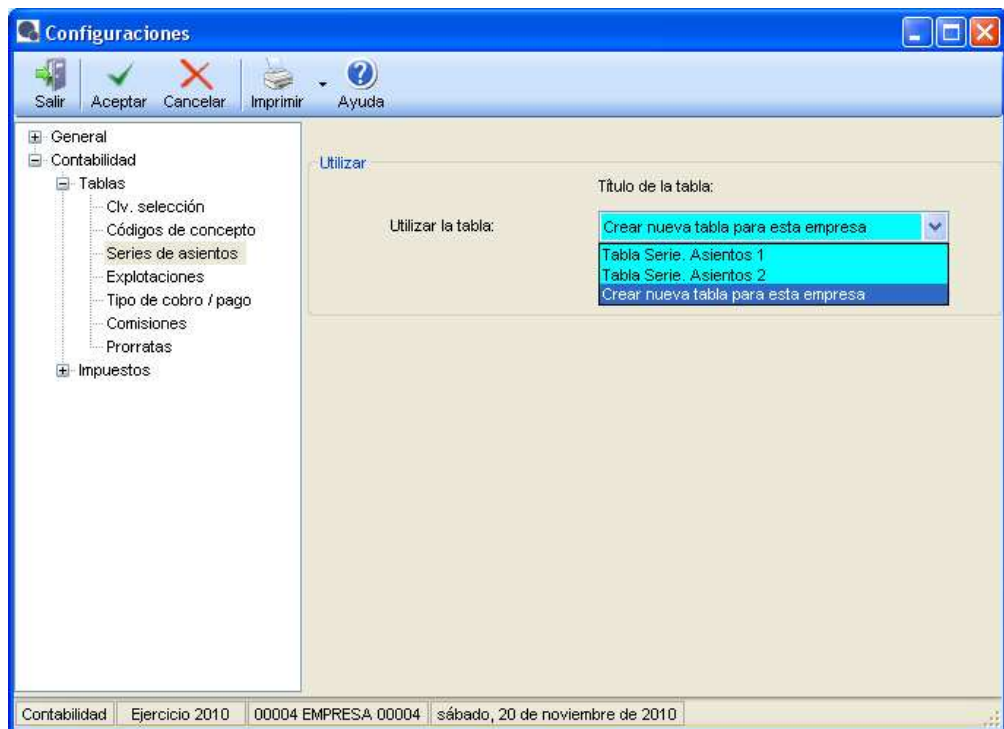 Configuraciones
Salir Aceptar Cancelar Imprimir Ayuda
General
Contabilidad
Tablas
Clv. selección
Códigos de concepto
Series de asientos
Explotaciones
Tipo de cobro / pago
Comisiones
Prorratas
Impuestos
Utilizar
Título de la tabla:
Utilizar la tabla: Crear nueva tabla para esta empresa
Tabla Serie. Asientos 1
Tabla Serie. Asientos 2
Crear nueva tabla para esta empresa
Contabilidad Ejercicio 2010 00004 EMPRESA 00004 sábado, 20 de noviembre de 2010